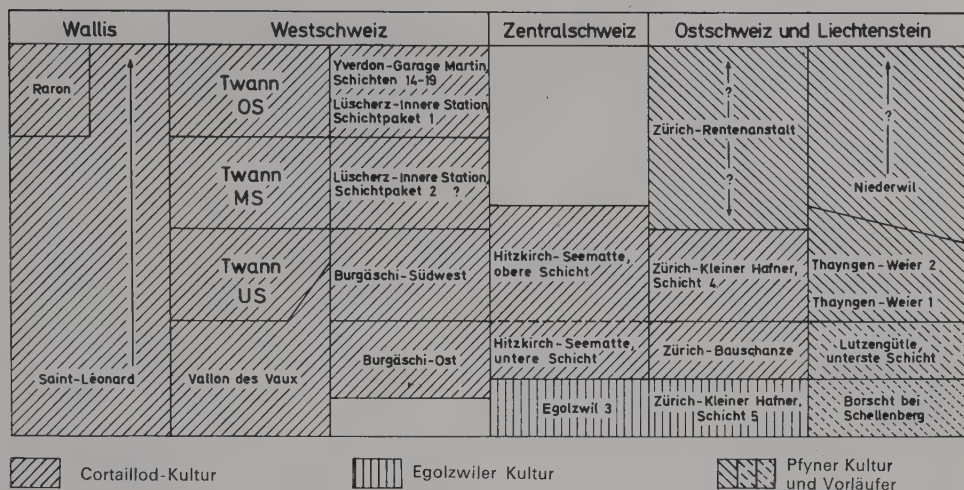 Wallis
Westschweiz
Zentralschweiz
Ostschweiz und Liechtenstein
Raron
Saint-Léonard
Twann
OS
Twann
MS
Twann
US
Vallon des Vaux
Yverdon-Garage Martin,
Schichten 14-19
Lüscherz-Innere Station,
Schichtpaket 1
Lüscherz-Innere Station,
Schichtpaket 2 ?
Burgäschi-Südwest
Burgäschi-Ost
Hitzkirch-Seematte,
obere Schicht
Hitzkirch-Seematte,
untere Schicht
Egolzwil 3
?
Zürich-Rentenanstalt
?
Zürich-Kleiner Hafner,
Schicht 4
Zürich-Bauschanze
Zürich-Kleiner Hafner,
Schicht 5
?
Niederwil
Thayngen-Weier 2
Thayngen-Weier 1
Lutzengütle,
unterste Schicht
Borscht bei
Schellenberg
Cortaillod-Kultur
Egolzwiler Kultur
Pfyner Kultur
und Vorläufer